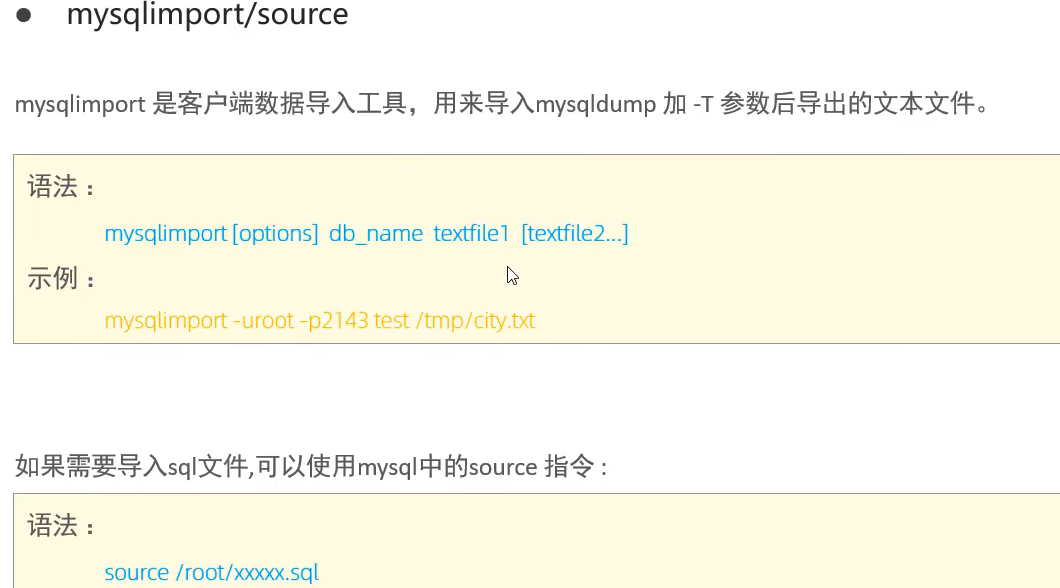 ● mysqlimport/source
mysqlimport 是客户端数据导入工具，用来导入mysqldump 加 -T 参数后导出的文本文件。
语法：
mysqlimport [options] db_name textfile1 [textfile2...]
示例：
mysqlimport -uroot -p2143 test /tmp/city.txt
如果需要导入sql文件,可以使用mysql中的source 指令 :
语法：
source /root/xxxxx.sql